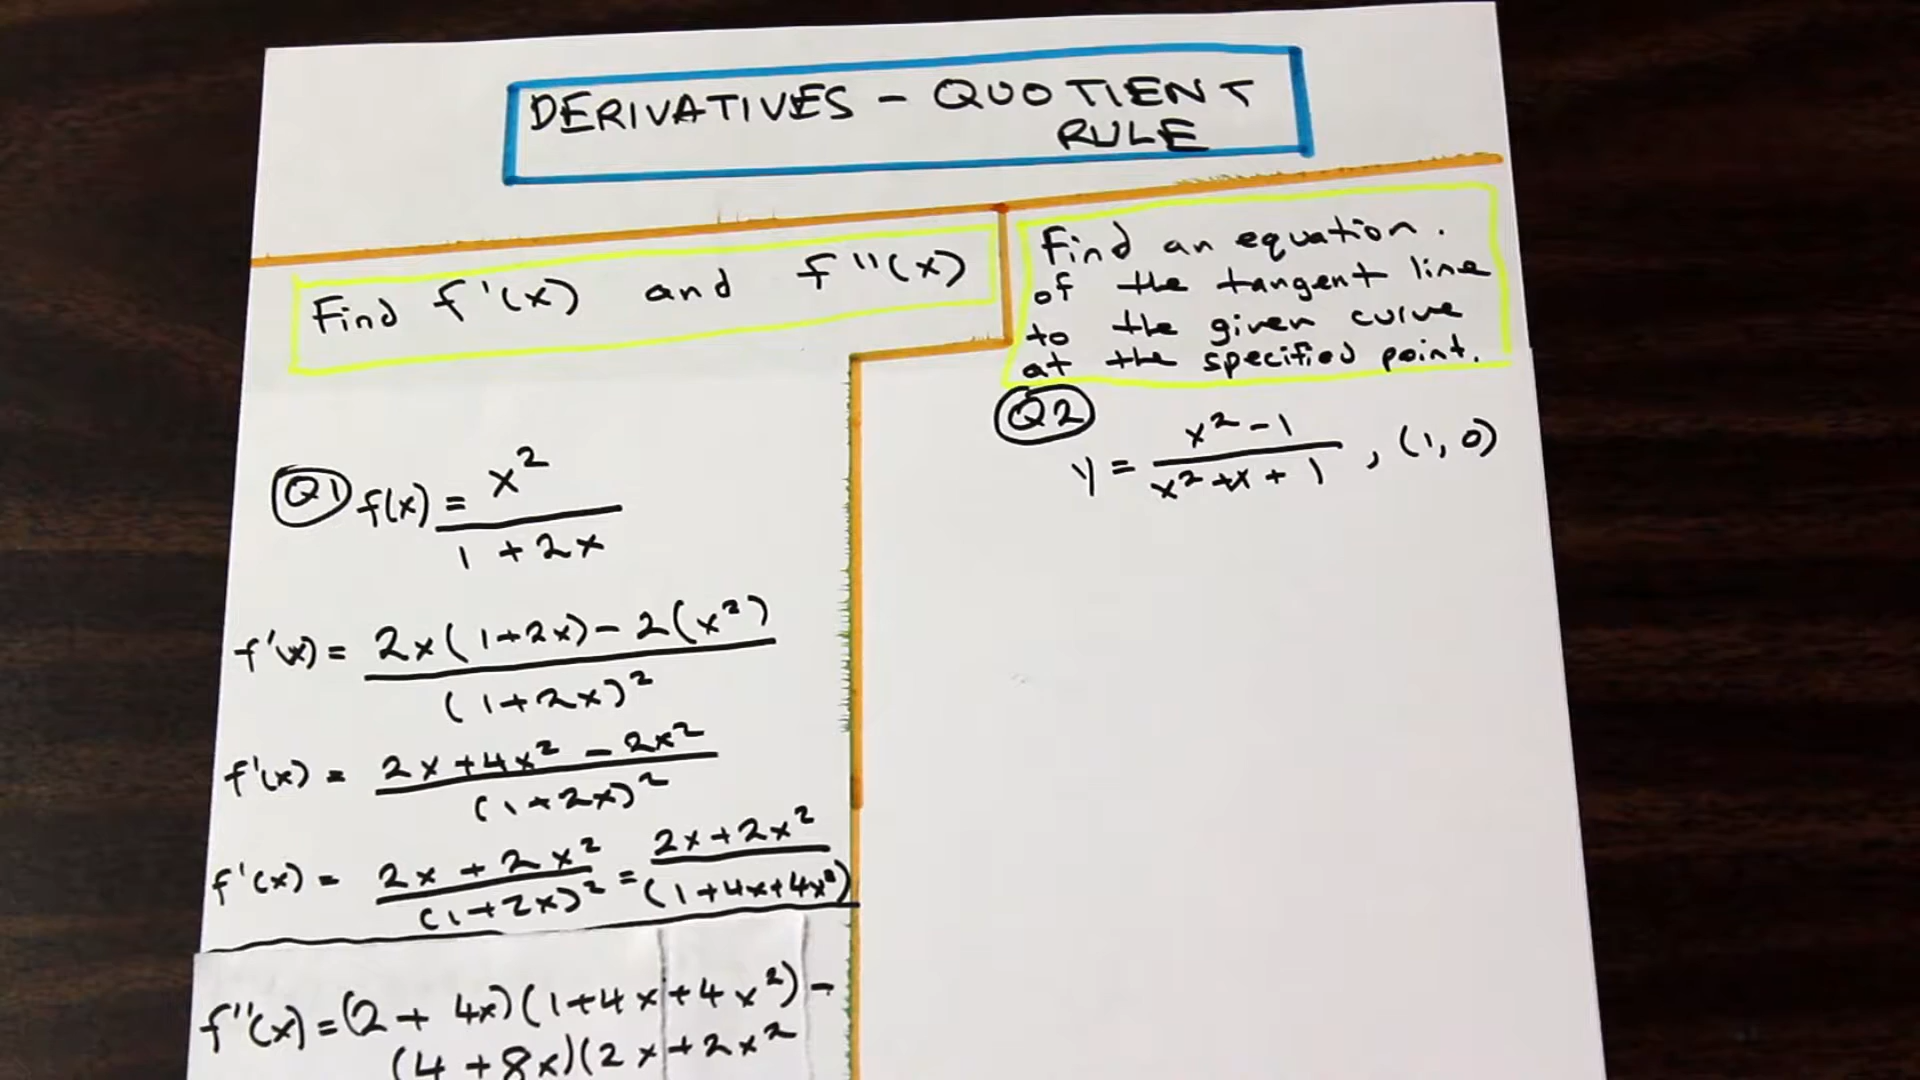 DERIVATIVES - QUOTIENT
RULE
Find f'(x) and f''(x)
Find an equation.
of the tangent line
to the given curve
at the specified point.
Q1 f(x) = x² / (1 + 2x)
f'(x) = (2x(1+2x) - 2(x²)) / (1+2x)²
f'(x) = (2x+4x² - 2x²) / (1+2x)²
f'(x) = (2x + 2x²) / (1+2x)² = (2x+2x²) / (1+4x+4x²)
f''(x) = (2 + 4x)(1+4x+4x²) -
(4 + 8x)(2x+2x²
Q2
y = (x² - 1) / (x² + x + 1) , (1, 0)